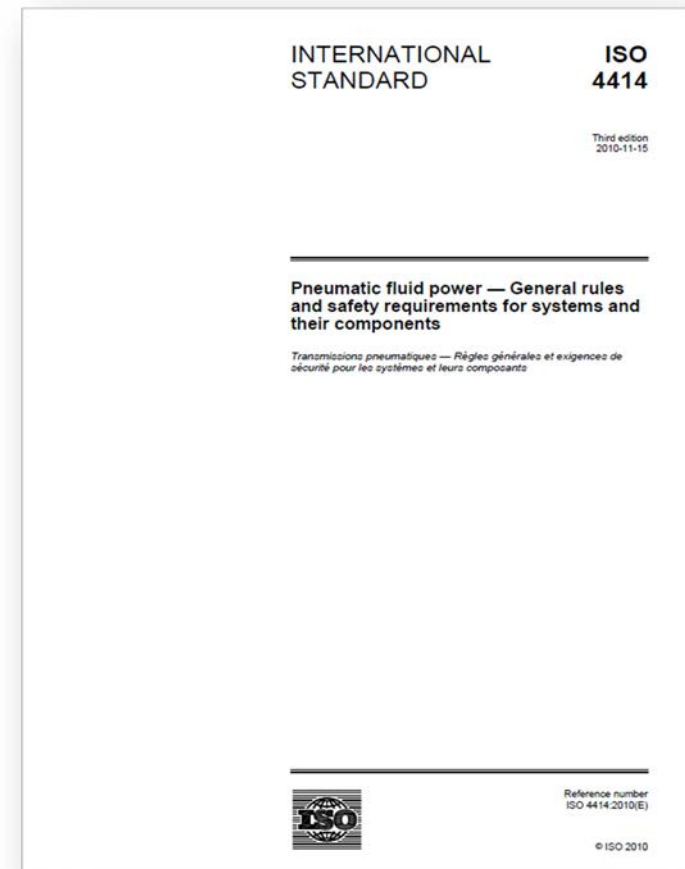 INTERNATIONAL STANDARD
ISO 4414
Third edition
2010-11-15
Pneumatic fluid power — General rules
and safety requirements for systems and
their components
Transmissions pneumatiques — Règles générales et exigences de
sécurité pour les systèmes et leurs composants
ISO
Reference number
ISO 4414:2010(E)
© ISO 2010